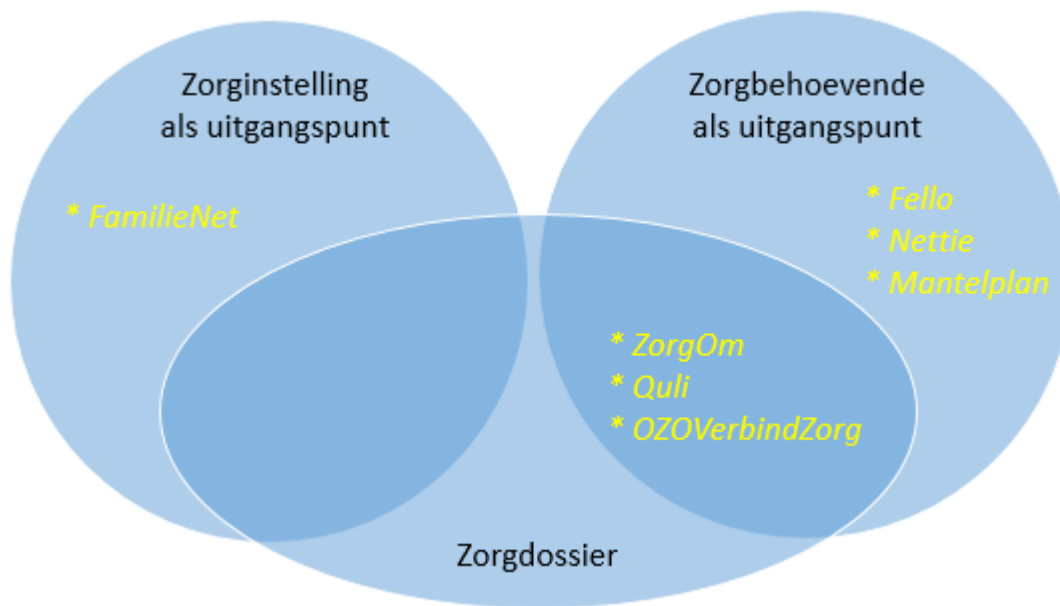 Zorginstelling
als uitgangspunt
* FamilieNet
Zorgbehoevende
als uitgangspunt
* Fello
* Nettie
* Mantelplan
* ZorgOm
* Quli
* OZOVerbindZorg
Zorgdossier